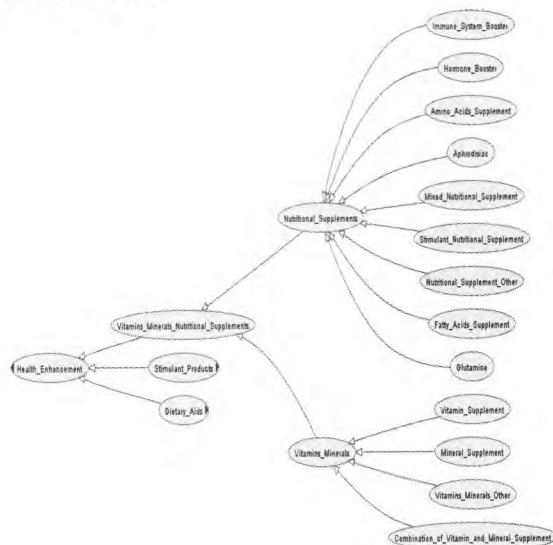 Immune_System_Booster
Hormone_Booster
Amino_Acids_Supplement
Aphrodisiac
Mixed_Nutritional_Supplement
Nutritional_Supplements
Stimulant_Nutritional_Supplement
Nutritional_Supplement_Other
Vitamins_Minerals_Nutritional_Supplements
Fatty_Acids_Supplement
Health_Enhancement
Stimulant_Products
Glutamine
Dietary_Aids
Vitamin_Supplement
Vitamins_Minerals
Mineral_Supplement
Vitamins_Minerals_Other
Combination_of_Vitamin_and_Mineral_Supplement